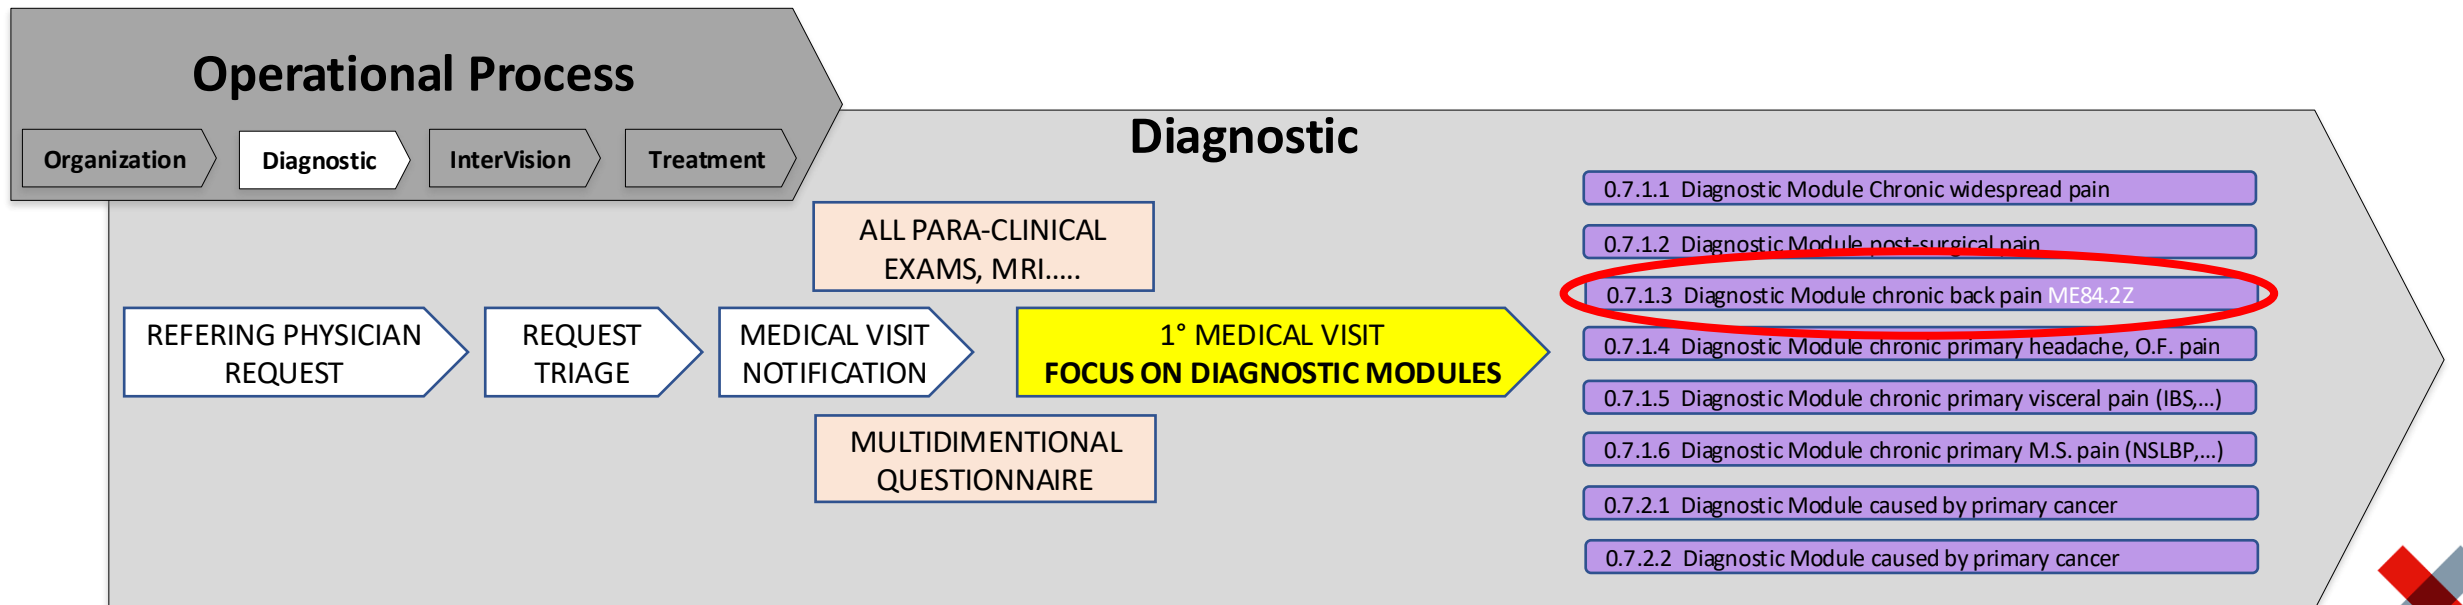 Operational Process
Organization
Diagnostic
InterVision
Treatment
Diagnostic
ALL PARA-CLINICAL
EXAMS, MRI.....
REFERING PHYSICIAN
REQUEST
REQUEST
TRIAGE
MEDICAL VISIT
NOTIFICATION
1° MEDICAL VISIT
FOCUS ON DIAGNOSTIC MODULES
MULTIDIMENTIONAL
QUESTIONNAIRE
0.7.1.1 Diagnostic Module Chronic widespread pain
0.7.1.2 Diagnostic Module post-surgical pain
0.7.1.3 Diagnostic Module chronic back pain ME84.2Z
0.7.1.4 Diagnostic Module chronic primary headache, O.F. pain
0.7.1.5 Diagnostic Module chronic primary visceral pain (IBS,...)
0.7.1.6 Diagnostic Module chronic primary M.S. pain (NSLBP,...)
0.7.2.1 Diagnostic Module caused by primary cancer
0.7.2.2 Diagnostic Module caused by primary cancer